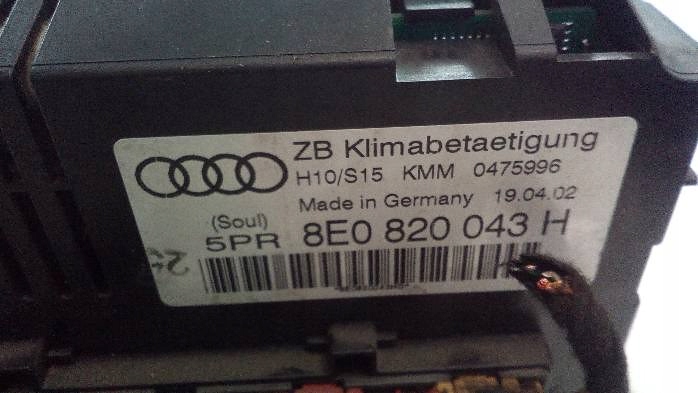 ZB Klimabetaetigung
H10/S15 KMM 0475996
Made in Germany 19.04.02
(Soul)
5PR 8E0 820 043 H